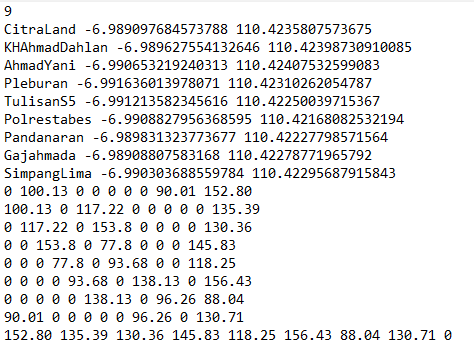 9
CitraLand -6.989097684573788 110.4235807573675
KHAhmadDahlan -6.989627554132646 110.42398730910085
AhmadYani -6.990653219240313 110.42407532599083
Pleburan -6.991636013978071 110.42310262054787
TulisanS5 -6.991213582345616 110.42250039715367
Polrestabes -6.9908827956368595 110.42168082532194
Pandanaran -6.989831323773677 110.42227798571564
Gajahmada -6.98908807583168 110.42278771965792
SimpangLima -6.990303688559784 110.42295687915843
0 100.13 0 0 0 0 0 90.01 152.80
100.13 0 117.22 0 0 0 0 0 135.39
0 117.22 0 153.8 0 0 0 0 130.36
0 0 153.8 0 77.8 0 0 0 145.83
0 0 0 77.8 0 93.68 0 0 118.25
0 0 0 0 93.68 0 138.13 0 156.43
0 0 0 0 0 138.13 0 96.26 88.04
90.01 0 0 0 0 0 96.26 0 130.71
152.80 135.39 130.36 145.83 118.25 156.43 88.04 130.71 0